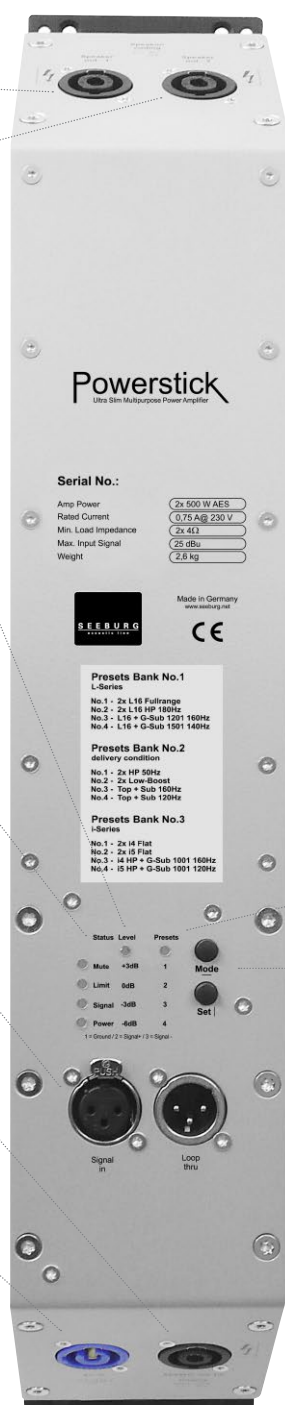 Speaker
Powerstick
Ultra Slim Multipurpose Power Amplifier
Serial No.:
Amp Power 2x 500 W AES
Rated Current 0,75 A@ 230 V
Min. Load Impedance 2x 4Ω
Max. Input Signal 25 dBu
Weight 2,6 kg
SEEBURG
acoustic line
Made in Germany
www.seeburg.net
CE
Presets Bank No.1
L-Series
No.1 - 2x L16 Fullrange
No.2 - 2x L16 HP 180Hz
No.3 - L16 + G-Sub 1201 160Hz
No.4 - L16 + G-Sub 1501 140Hz
Presets Bank No.2
delivery condition
No.1 - 2x HP 50Hz
No.2 - 2x Low-Boost
No.3 - Top + Sub 160Hz
No.4 - Top + Sub 120Hz
Presets Bank No.3
i-Series
No.1 - 2x i4 Flat
No.2 - 2x i5 Flat
No.3 - i4 HP + G-Sub 1001 160Hz
No.4 - i5 HP + G-Sub 1001 120Hz
Status Level Presets
Mute +3dB 1
Mode
Limit 0dB 2
Signal -3dB 3
Set
Power -6dB 4
1 = Ground / 2 = Signal+ / 3 = Signal-
PUSH
Signal
in
Loop
thru